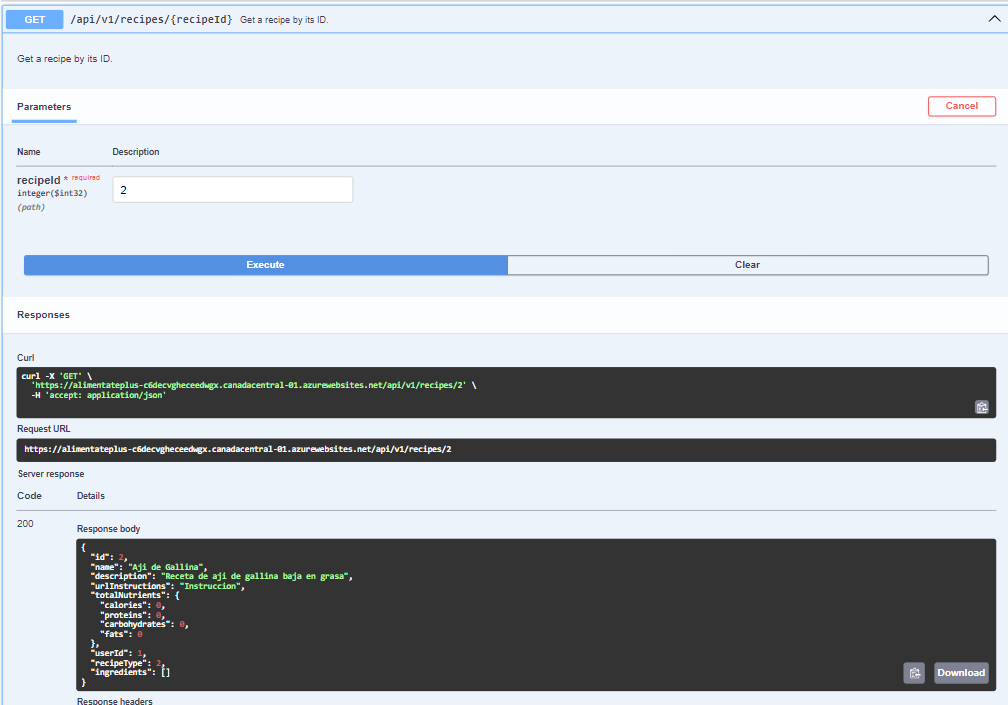 GET /api/v1/recipes/{recipeId} Get a recipe by its ID.
Get a recipe by its ID.
Parameters
Cancel
Name Description
recipeId * required
integer($int32)
(path)
2
Execute Clear
Responses
Curl
curl -X 'GET' \
'https://alimentateplus-c6decvgheceedwgx.canadacentral-01.azurewebsites.net/api/v1/recipes/2' \
-H 'accept: application/json'
Request URL
https://alimentateplus-c6decvgheceedwgx.canadacentral-01.azurewebsites.net/api/v1/recipes/2
Server response
Code Details
200
Response body
{
"id": 2,
"name": "Aji de Gallina",
"description": "Receta de aji de gallina baja en grasa",
"urlInstructions": "Instruccion",
"totalNutrients": {
"calories": 0,
"proteins": 0,
"carbohydrates": 0,
"fats": 0
},
"userId": 1,
"recipeType": 2,
"ingredients": []
}
Download
Response headers